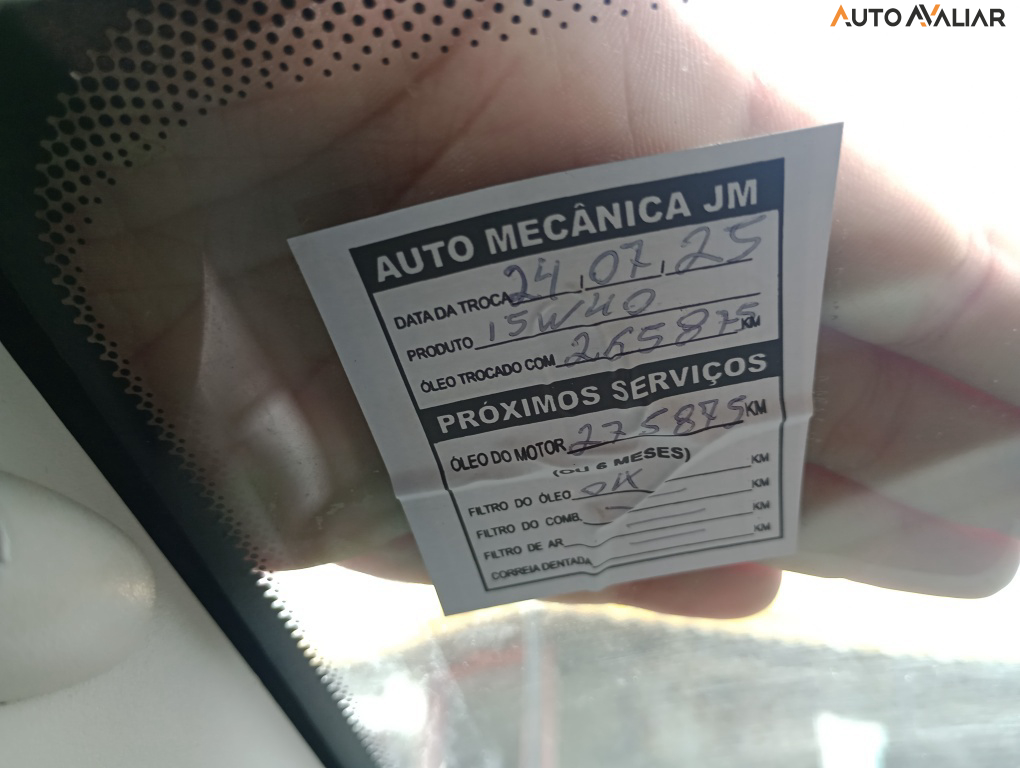 AUTO AVALIAR
AUTO MECÂNICA JM
DATA DA TROCA 24, 07, 25
PRODUTO 15W40
ÓLEO TROCADO COM 265875 KM
PRÓXIMOS SERVIÇOS
ÓLEO DO MOTOR 275875 KM
(OU 6 MESES)
FILTRO DO ÓLEO OK KM
FILTRO DO COMB. KM
FILTRO DE AR KM
CORREIA DENTADA KM